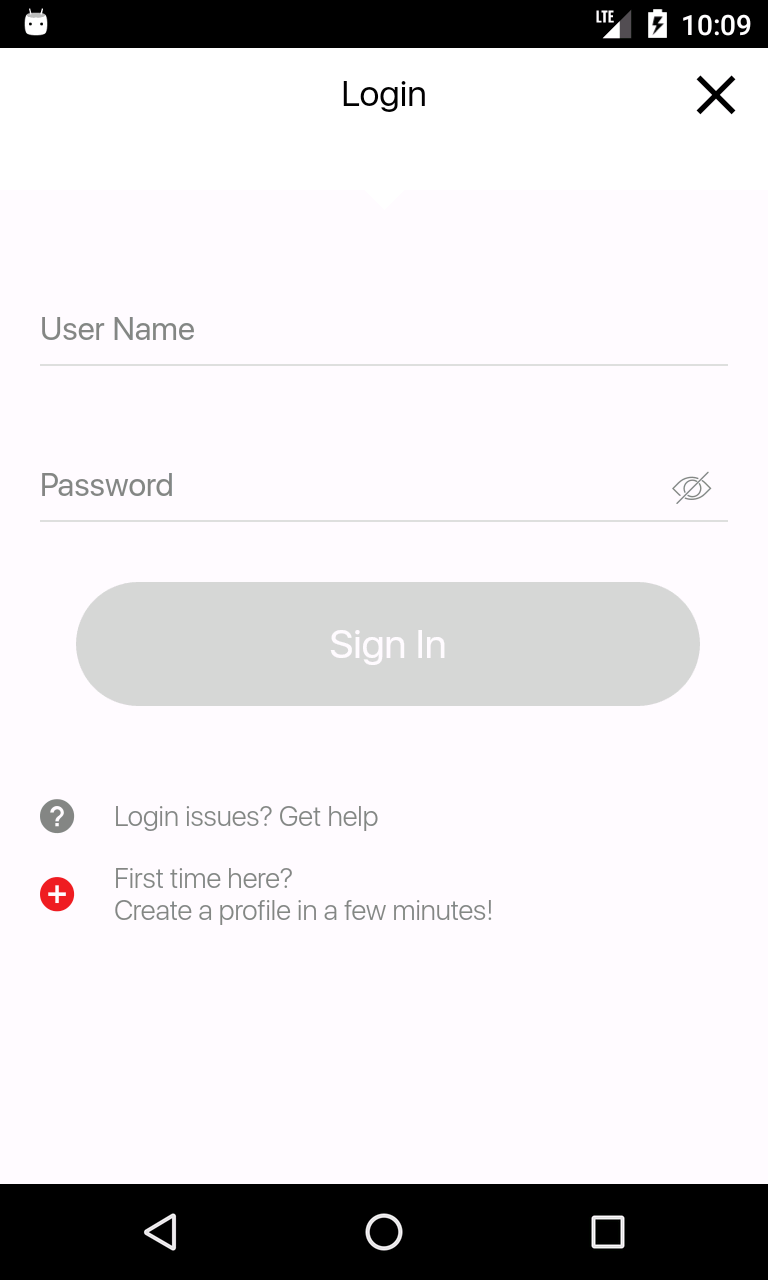 LTE 10:09
Login
User Name
Password
Sign In
Login issues? Get help
First time here?
Create a profile in a few minutes!